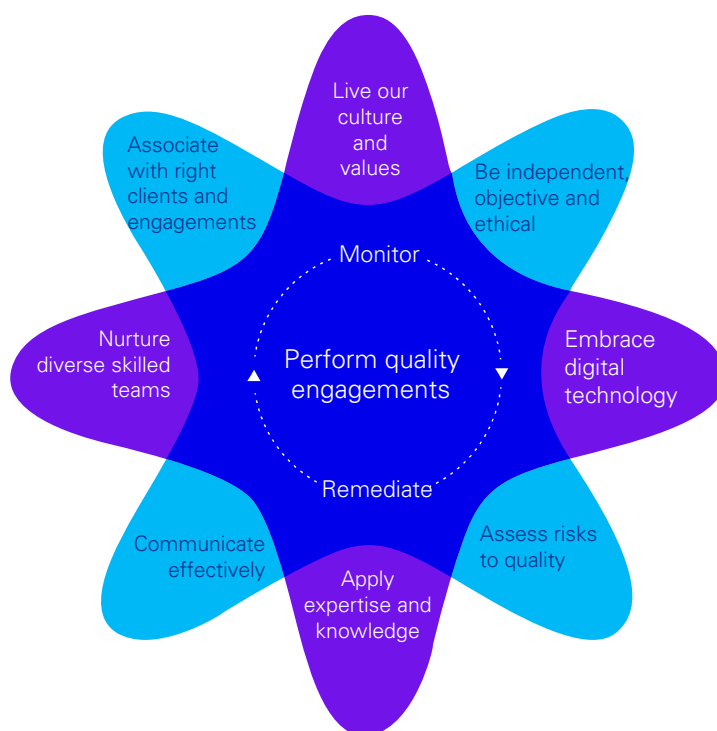 Live our
culture
and
values
Associate
with right
clients and
engagements
Be independent,
objective and
ethical
Monitor
Nurture
diverse skilled
teams
Perform quality
engagements
Embrace
digital
technology
Remediate
Communicate
effectively
Apply
expertise and
knowledge
Assess risks
to quality